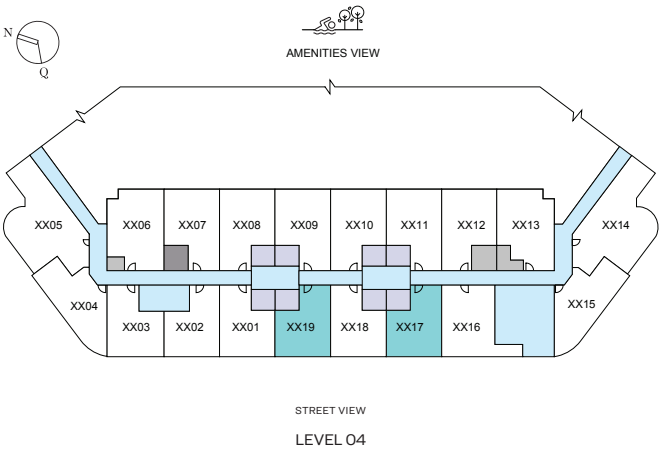 N
Q
AMENITIES VIEW
XX05
XX06
XX07
XX08
XX09
XX10
XX11
XX12
XX13
XX14
XX04
XX03
XX02
XX01
XX19
XX18
XX17
XX16
XX15
STREET VIEW
LEVEL 04